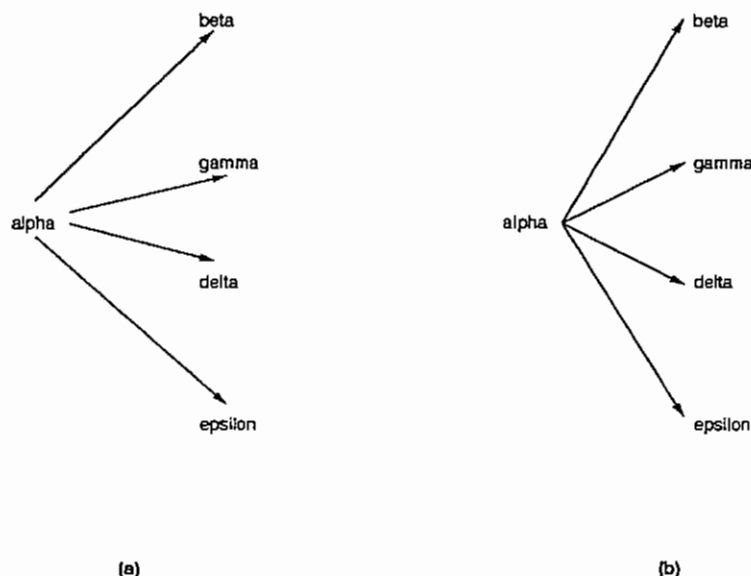 beta
gamma
alpha
delta
epsilon
(a)
beta
gamma
alpha
delta
epsilon
(b)